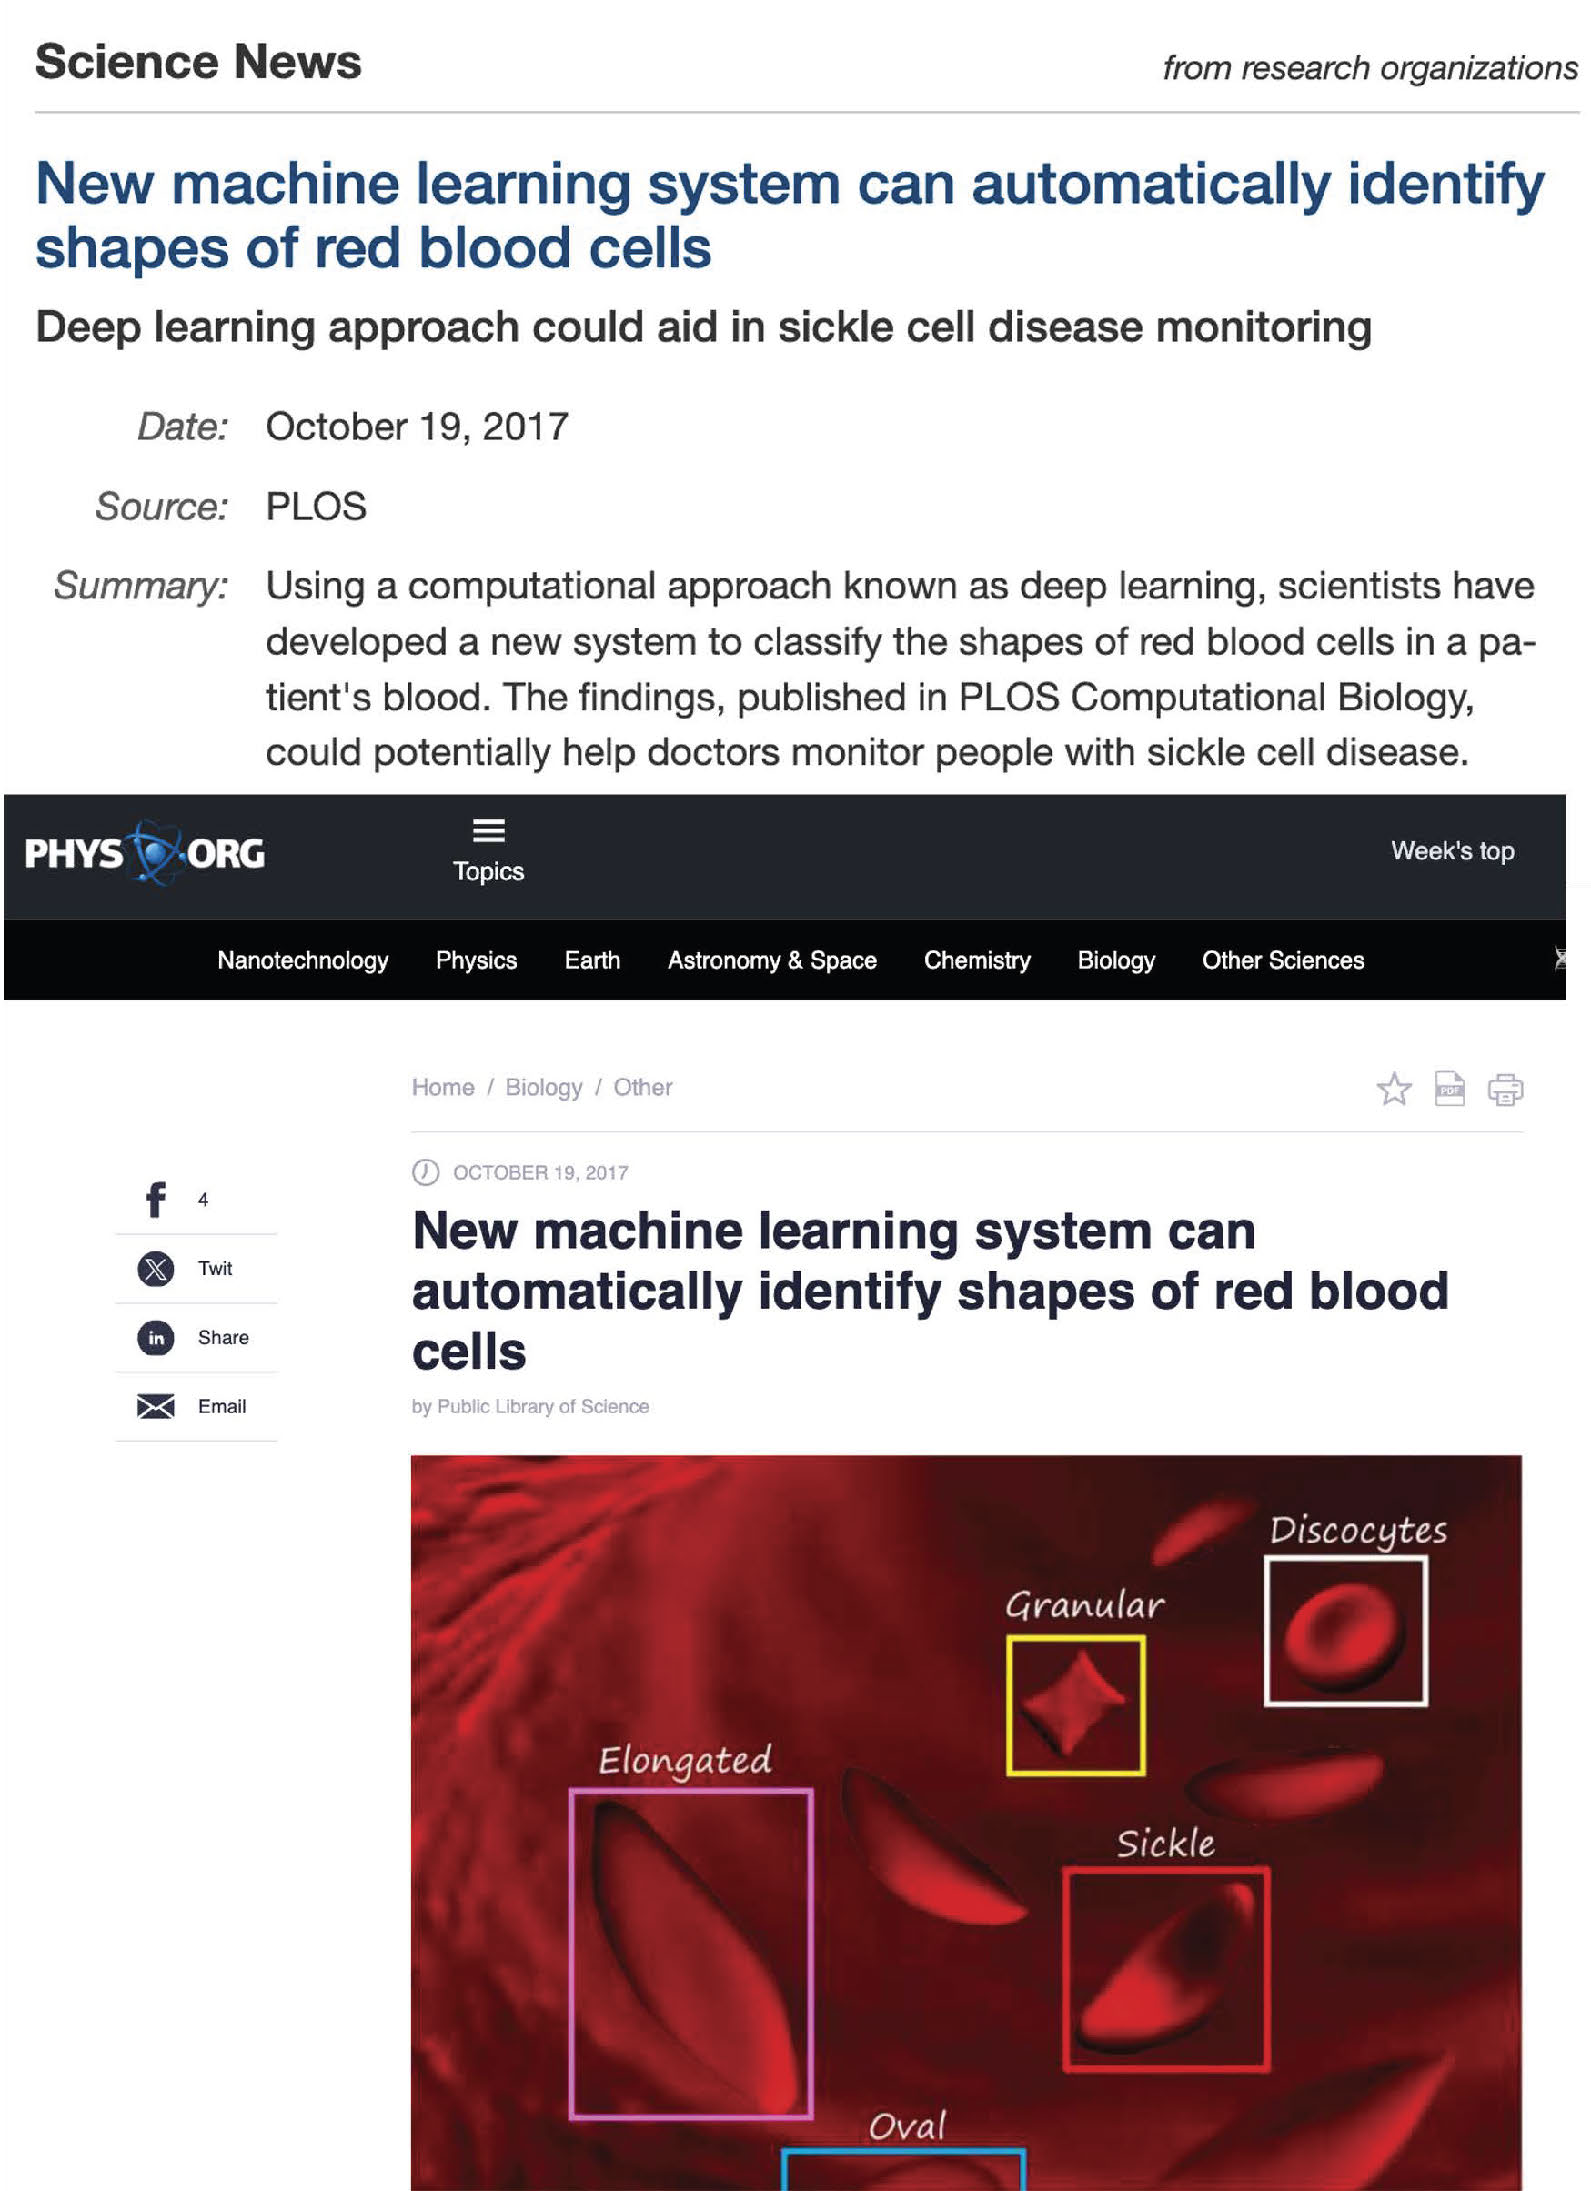 Science News
from research organizations
New machine learning system can automatically identify
shapes of red blood cells
Deep learning approach could aid in sickle cell disease monitoring
Date: October 19, 2017
Source: PLOS
Summary: Using a computational approach known as deep learning, scientists have
developed a new system to classify the shapes of red blood cells in a pa-
tient's blood. The findings, published in PLOS Computational Biology,
could potentially help doctors monitor people with sickle cell disease.
PHYS ORG
Topics
Week's top
Nanotechnology Physics Earth Astronomy & Space Chemistry Biology Other Sciences
Home / Biology / Other
PDF
OCTOBER 19, 2017
f 4
Twit
in Share
Email
New machine learning system can
automatically identify shapes of red blood
cells
by Public Library of Science
Discocytes
Granular
Elongated
Sickle
Oval